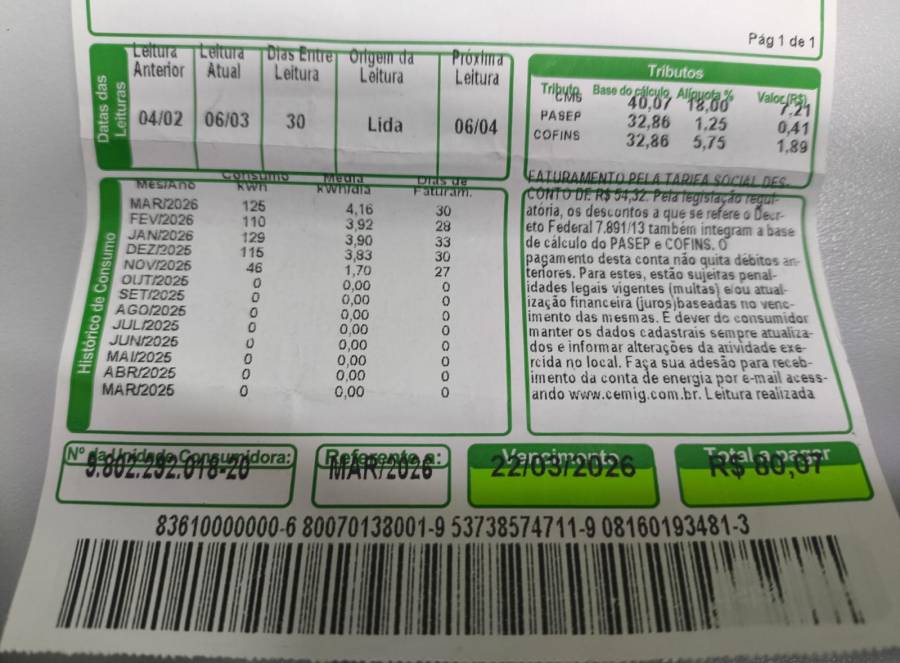 Pág 1 de 1
Datas das Leituras
Leitura Anterior Leitura Atual Dias Entre Leitura Origem da Leitura Próxima Leitura
04/02 06/03 30 Lida 06/04
Tributos
Tributo Base do cálculo Alíquota % Valor(R$)
ICMS 40,07 18,00 7,21
PASEP 32,86 1,25 0,41
COFINS 32,86 5,75 1,89
Histórico de Consumo
MES/ANO Consumo kWh Média kWh/dia Dias de Faturam.
MAR/2026 125 4,16 30
FEV/2026 110 3,92 28
JAN/2026 129 3,90 33
DEZ/2025 115 3,83 30
NOV/2025 46 1,70 27
OUT/2025 0 0,00 0
SET/2025 0 0,00 0
AGO/2025 0 0,00 0
JUL/2025 0 0,00 0
JUN/2025 0 0,00 0
MAI/2025 0 0,00 0
ABR/2025 0 0,00 0
MAR/2025 0 0,00 0
FATURAMENTO PELA TARIFA SOCIAL DES-
CONTO DE R$ 54,32. Pela legislação regul-
atória, os descontos a que se refere o Decr-
eto Federal 7.891/13 também integram a base
de cálculo do PASEP e COFINS. O
pagamento desta conta não quita débitos an-
teriores. Para estes, estão sujeitas penal-
idades legais vigentes (multas) e/ou atual-
ização financeira (juros)baseadas no venc-
imento das mesmas. É dever do consumidor
manter os dados cadastrais sempre atualiza-
dos e informar alterações da atividade exe-
rcida no local. Faça sua adesão para receb-
imento da conta de energia por e-mail acess-
ando www.cemig.com.br. Leitura realizada
Nº da Unidade Consumidora: Referente a: Vencimento Total a pagar
MAR/2026 22/03/2026 R$ 80,07
83610000000-6 80070138001-9 53738574711-9 08160193481-3